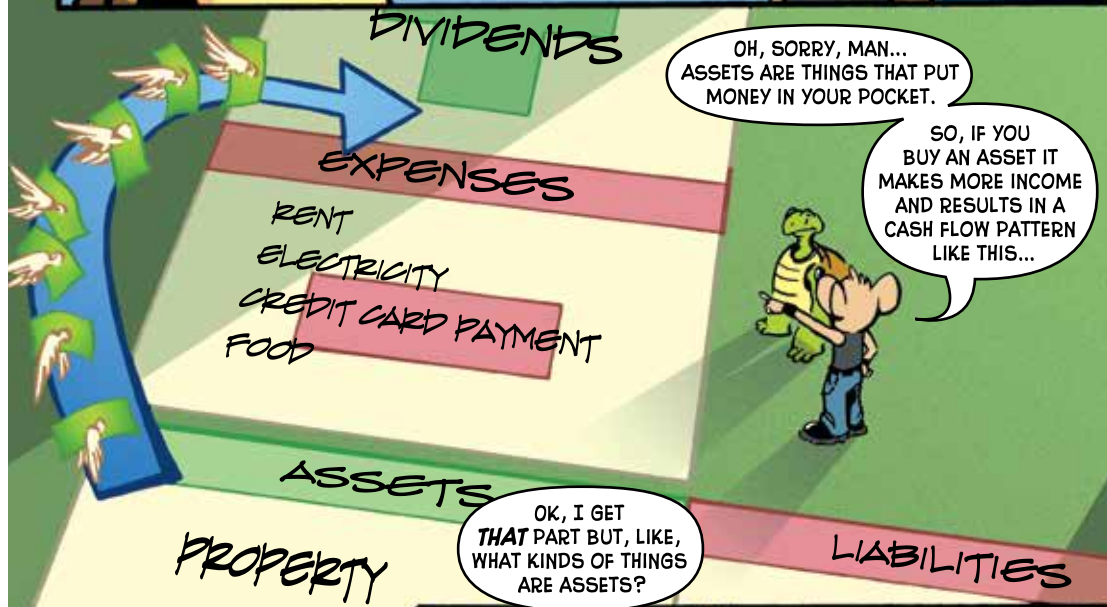 DIVIDENDS
OH, SORRY, MAN...
ASSETS ARE THINGS THAT PUT
MONEY IN YOUR POCKET.
SO, IF YOU
BUY AN ASSET IT
MAKES MORE INCOME
AND RESULTS IN A
CASH FLOW PATTERN
LIKE THIS...
EXPENSES
RENT
ELECTRICITY
CREDIT CARD PAYMENT
FOOD
ASSETS
PROPERTY
OK, I GET
THAT PART BUT, LIKE,
WHAT KINDS OF THINGS
ARE ASSETS?
LIABILITIES